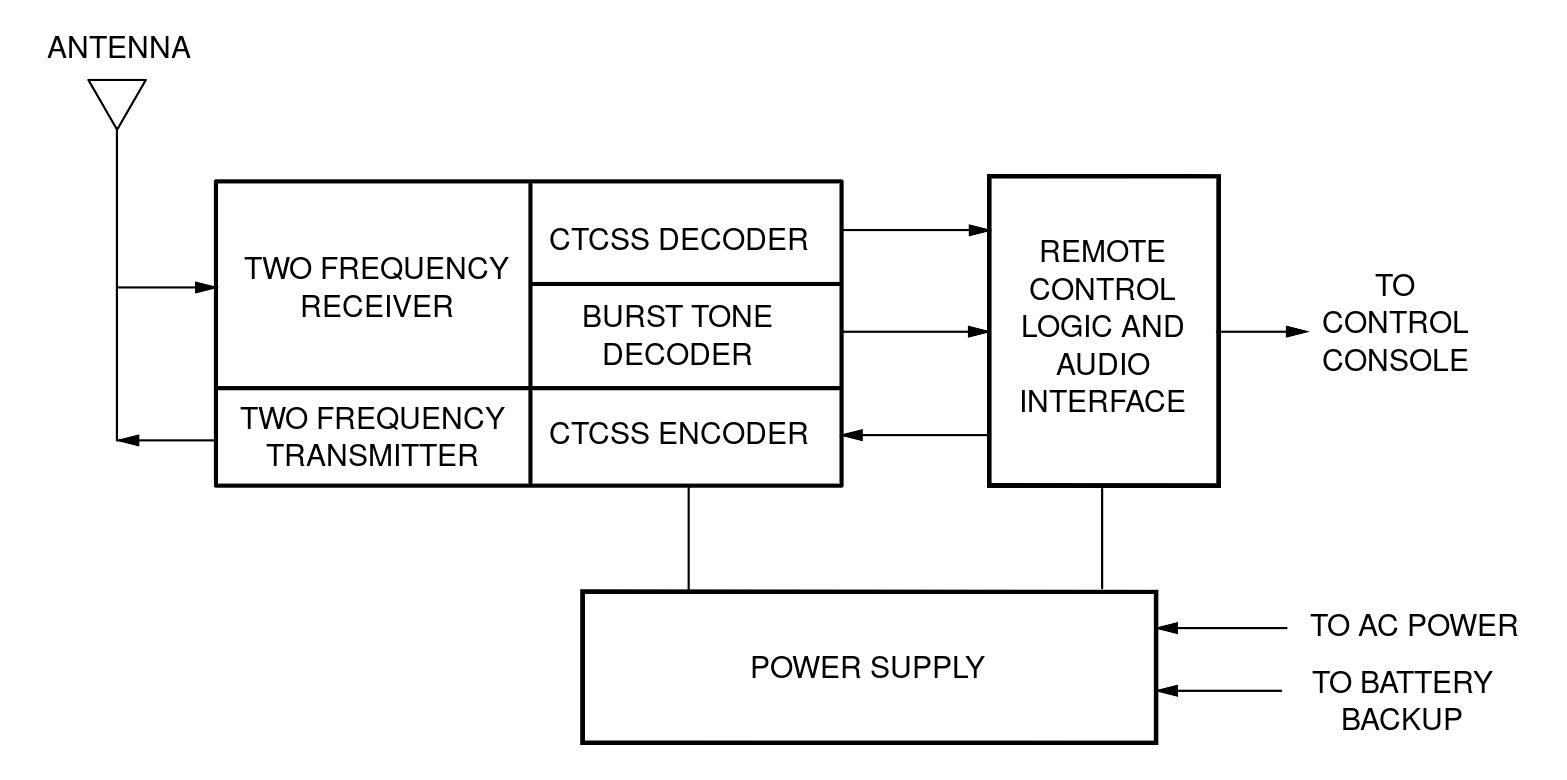 ANTENNA
TWO FREQUENCY
RECEIVER
CTCSS DECODER
BURST TONE
DECODER
TWO FREQUENCY
TRANSMITTER
CTCSS ENCODER
REMOTE
CONTROL
LOGIC AND
AUDIO
INTERFACE
TO
CONTROL
CONSOLE
POWER SUPPLY
TO AC POWER
TO BATTERY
BACKUP